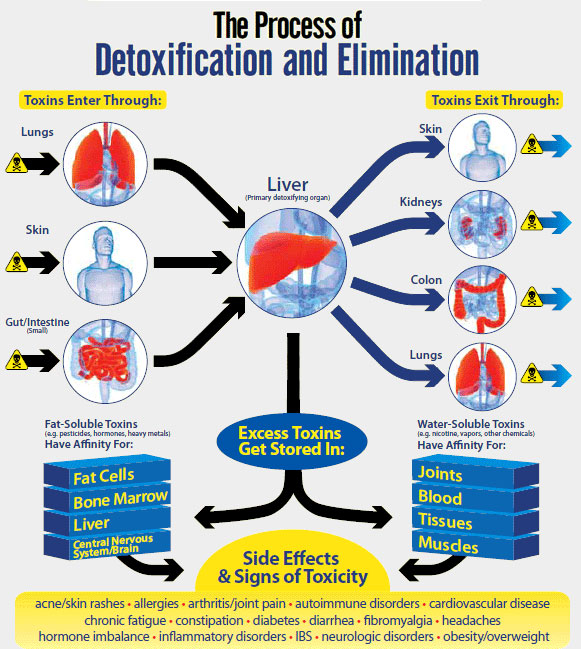 The Process of
Detoxification and Elimination
Toxins Enter Through:
Lungs
Skin
Gut/Intestine
(Small)
Liver
(Primary detoxifying organ)
Toxins Exit Through:
Skin
Kidneys
Colon
Lungs
Excess Toxins
Get Stored In:
Fat-Soluble Toxins
(e.g. pesticides, hormones, heavy metals)
Have Affinity For:
Fat Cells
Bone Marrow
Liver
Central Nervous
System/Brain
Water-Soluble Toxins
(e.g. nicotine, vapors, other chemicals)
Have Affinity For:
Joints
Blood
Tissues
Muscles
Side Effects
& Signs of Toxicity
acne/skin rashes • allergies • arthritis/joint pain • autoimmune disorders • cardiovascular disease
chronic fatigue • constipation • diabetes • diarrhea • fibromyalgia • headaches
hormone imbalance • inflammatory disorders • IBS • neurologic disorders • obesity/overweight